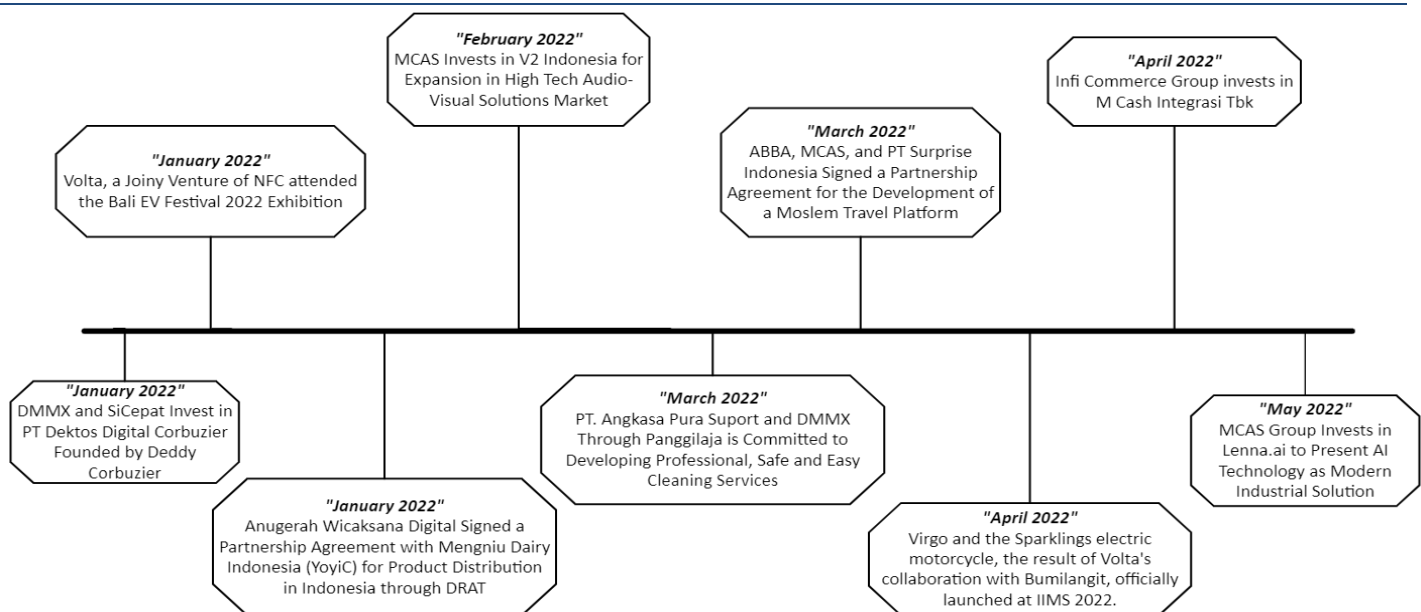 "January 2022"
DMMX and SiCepat Invest in
PT Dektos Digital Corbuzier
Founded by Deddy
Corbuzier
"January 2022"
Volta, a Joiny Venture of NFC attended
the Bali EV Festival 2022 Exhibition
"January 2022"
Anugerah Wicaksana Digital Signed a
Partnership Agreement with Mengniu Dairy
Indonesia (YoyiC) for Product Distribution
in Indonesia through DRAT
"February 2022"
MCAS Invests in V2 Indonesia for
Expansion in High Tech Audio-
Visual Solutions Market
"March 2022"
PT. Angkasa Pura Suport and DMMX
Through Panggilaja is Committed to
Developing Professional, Safe and Easy
Cleaning Services
"March 2022"
ABBA, MCAS, and PT Surprise
Indonesia Signed a Partnership
Agreement for the Development of
a Moslem Travel Platform
"April 2022"
Virgo and the Sparklings electric
motorcycle, the result of Volta's
collaboration with Bumilangit, officially
launched at IIMS 2022.
"April 2022"
Infi Commerce Group invests in
M Cash Integrasi Tbk
"May 2022"
MCAS Group Invests in
Lenna.ai to Present AI
Technology as Modern
Industrial Solution